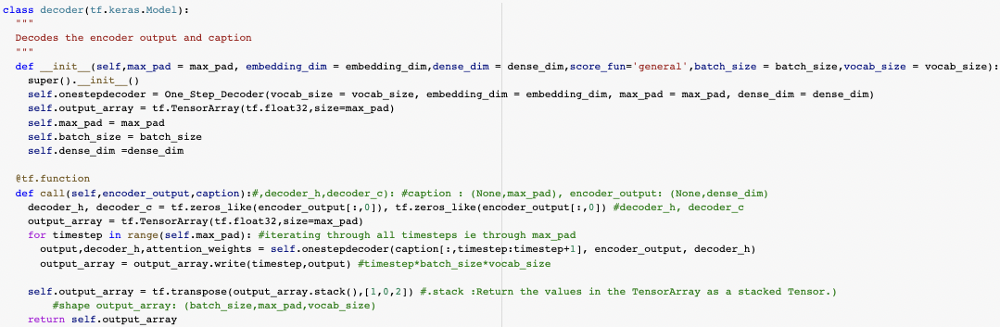 class decoder(tf.keras.Model):
  """
  Decodes the encoder output and caption
  """
  def __init__(self,max_pad = max_pad, embedding_dim = embedding_dim,dense_dim = dense_dim,score_fun='general',batch_size = batch_size,vocab_size = vocab_size):
    super().__init__()
    self.onestepdecoder = One_Step_Decoder(vocab_size = vocab_size, embedding_dim = embedding_dim, max_pad = max_pad, dense_dim = dense_dim)
    self.output_array = tf.TensorArray(tf.float32,size=max_pad)
    self.max_pad = max_pad
    self.batch_size = batch_size
    self.dense_dim =dense_dim

  @tf.function
  def call(self,encoder_output,caption):#,decoder_h,decoder_c): #caption : (None,max_pad), encoder_output: (None,dense_dim)
    decoder_h, decoder_c = tf.zeros_like(encoder_output[:,0]), tf.zeros_like(encoder_output[:,0]) #decoder_h, decoder_c
    output_array = tf.TensorArray(tf.float32,size=max_pad)
    for timestep in range(self.max_pad): #iterating through all timesteps ie through max_pad
      output,decoder_h,attention_weights = self.onestepdecoder(caption[:,timestep:timestep+1], encoder_output, decoder_h)
      output_array = output_array.write(timestep,output) #timestep*batch_size*vocab_size

    self.output_array = tf.transpose(output_array.stack(),[1,0,2]) #.stack :Return the values in the TensorArray as a stacked Tensor.)
        #shape output_array: (batch_size,max_pad,vocab_size)
    return self.output_array